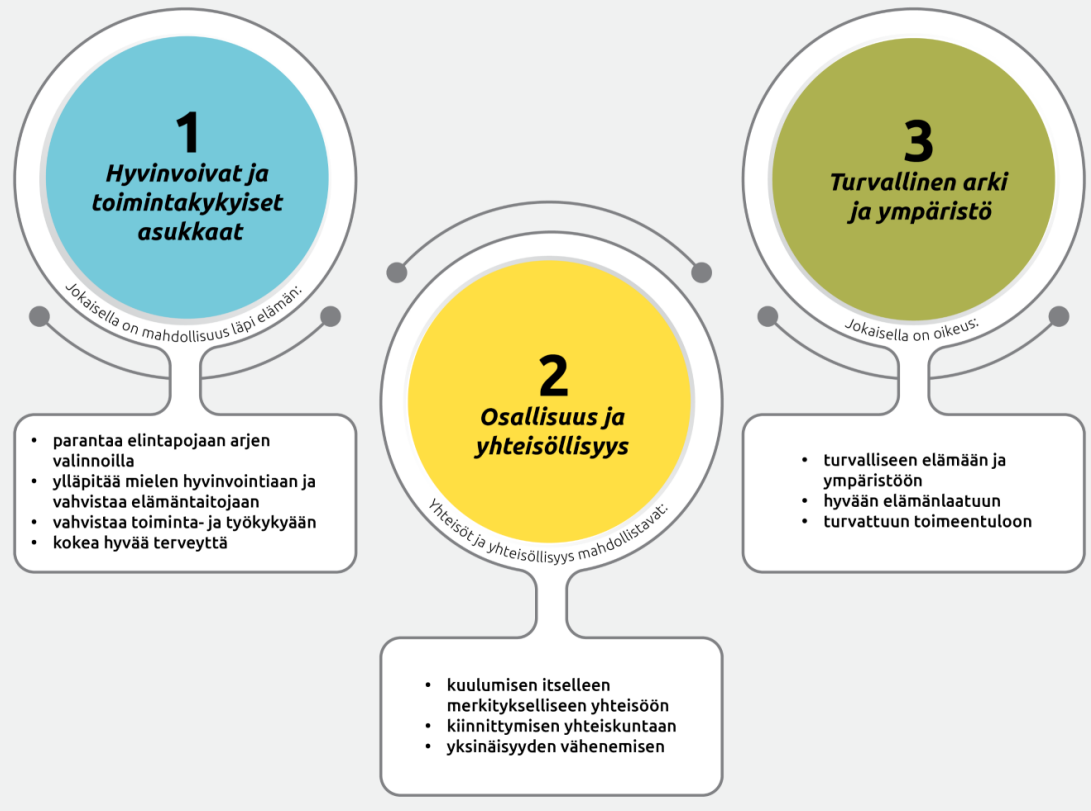 1
Hyvinvoivat ja
toimintakykyiset
asukkaat
Jokaisella on mahdollisuus läpi elämän:
• parantaa elintapojaan arjen
valinnoilla
• ylläpitää mielen hyvinvointiaan ja
vahvistaa elämäntaitojaan
• vahvistaa toiminta- ja työkykyään
• kokea hyvää terveyttä
2
Osallisuus ja
yhteisöllisyys
Yhteisöt ja yhteisöllisyys mahdollistavat:
• kuulumisen itselleen
merkitykselliseen yhteisöön
• kiinnittymisen yhteiskuntaan
• yksinäisyyden vähenemisen
3
Turvallinen arki
ja ympäristö
Jokaisella on oikeus:
• turvalliseen elämään ja
ympäristöön
• hyvään elämänlaatuun
• turvattuun toimeentuloon